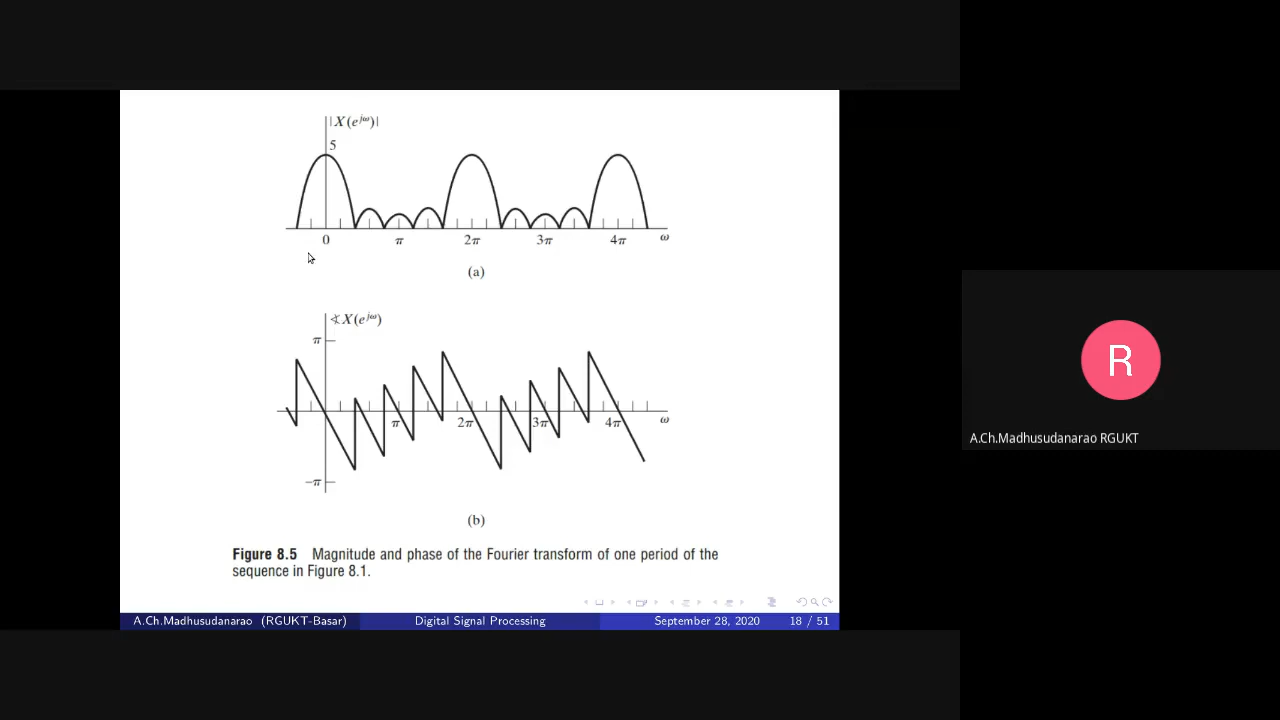 |X(e^{jω})|
5
0 π 2π 3π 4π ω
(a)
∢X(e^{jω})
π
π 2π 3π 4π ω
−π
(b)
Figure 8.5 Magnitude and phase of the Fourier transform of one period of the
sequence in Figure 8.1.
A.Ch.Madhusudanarao (RGUKT-Basar) Digital Signal Processing September 28, 2020 18 / 51
R
A.Ch.Madhusudanarao RGUKT